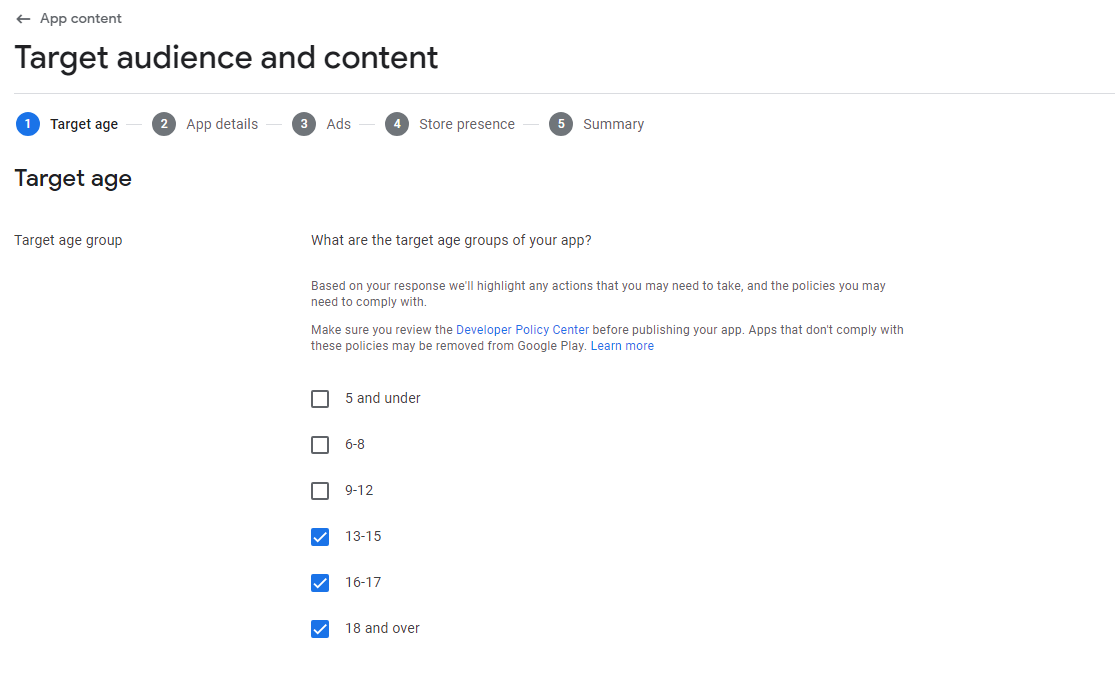 App content
Target audience and content
1 Target age 2 App details 3 Ads 4 Store presence 5 Summary
Target age
Target age group
What are the target age groups of your app?
Based on your response we'll highlight any actions that you may need to take, and the policies you may
need to comply with.
Make sure you review the Developer Policy Center before publishing your app. Apps that don't comply with
these policies may be removed from Google Play. Learn more
5 and under
6-8
9-12
13-15
16-17
18 and over